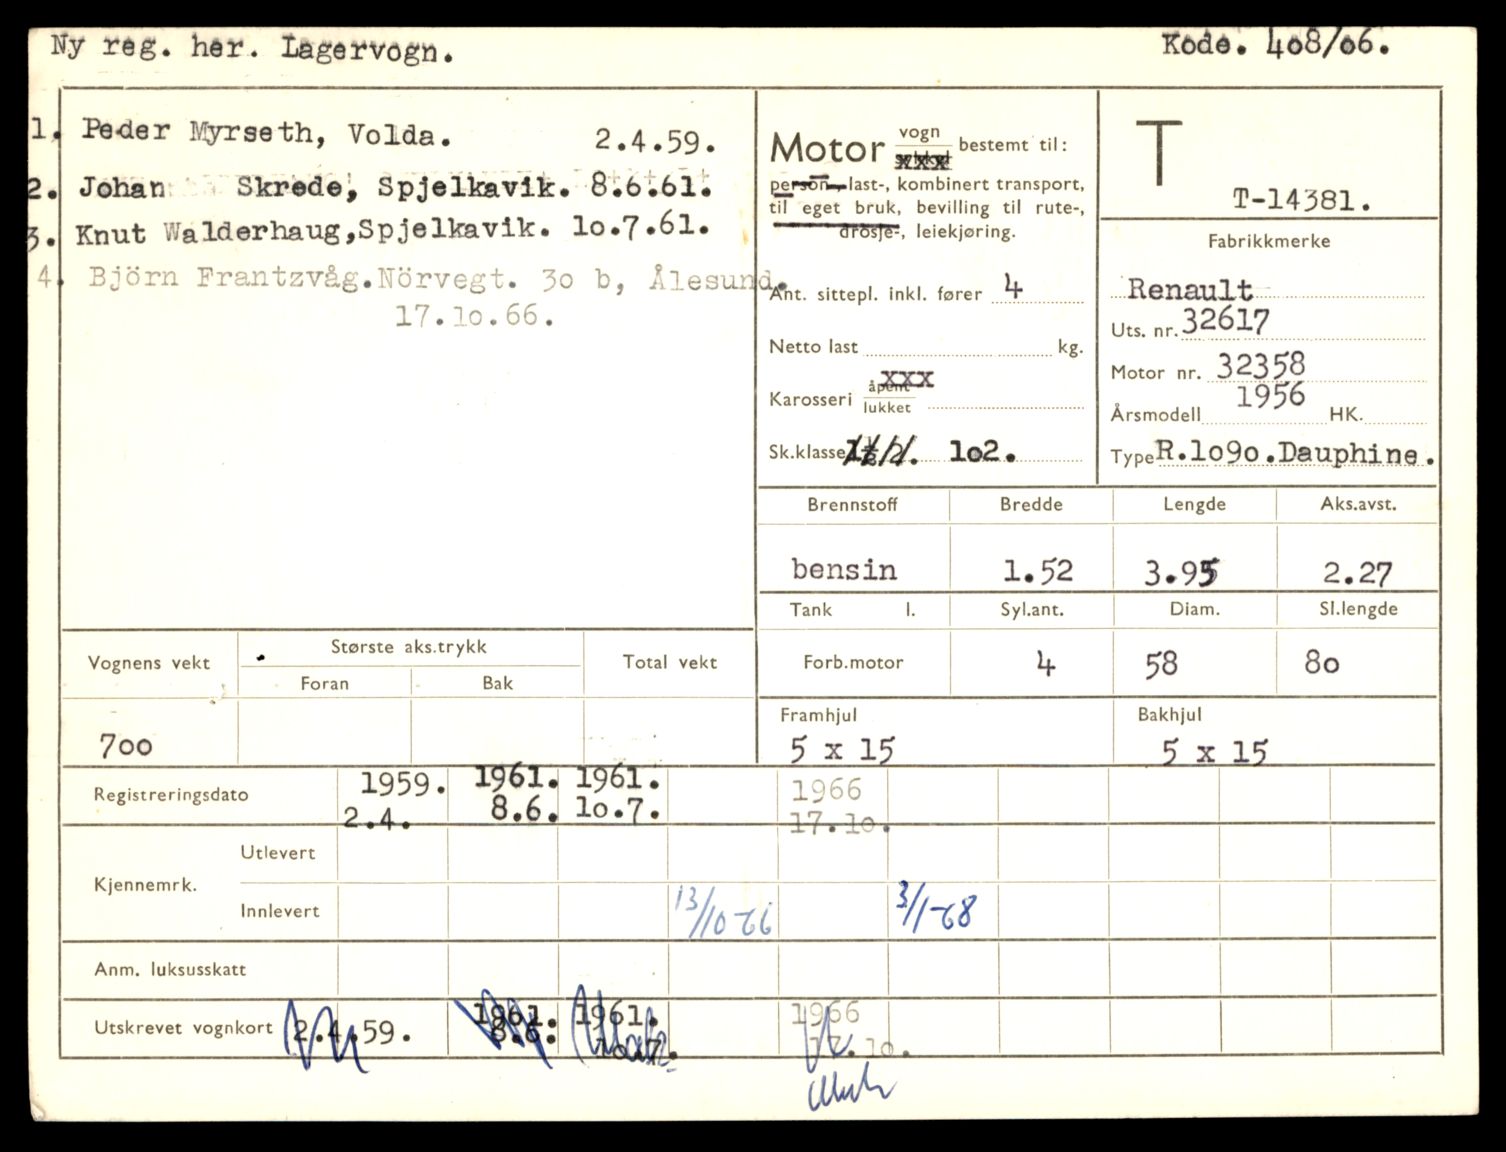 Ny reg. her. Lagervogn.
Kode. 408/06.
1. Peder Myrseth, Volda. 2.4.59.
2. Johan Skrede, Spjelkavik. 8.6.61.
3. Knut Walderhaug, Spjelkavik. 10.7.61.
4. Björn Frantzvåg. Nörvegt. 30 b, Ålesund.
17.10.66.
Motor vogn xxx bestemt til:
person-, last-, kombinert transport,
til eget bruk, bevilling til rute-,
drosje-, leiekjøring.
Ant. sittepl. inkl. fører 4
Netto last kg.
Karosseri åpent xxx
lukket
Sk.klasse 102.
T
T-14381.
Fabrikkmerke
Renault
Uts. nr. 32617
Motor nr. 32358
Årsmodell 1956 HK.
Type R.1090.Dauphine.
Brennstoff Bredde Lengde Aks.avst.
bensin 1.52 3.95 2.27
Tank l. Syl.ant. Diam. Sl.lengde
Forb.motor 4 58 80
Framhjul Bakhjul
5 x 15 5 x 15
Vognens vekt Største aks.trykk Total vekt
Foran Bak
700
Registreringsdato 1959. 1961. 1961. 1966
2.4. 8.6. 10.7. 17.10.
Kjennemrk. Utlevert
Innlevert 13/10-66 3/1-68
Anm. luksusskatt
Utskrevet vognkort 2.4.59. 1961. 1961. 1966
8.6. 10.7. 17.10.